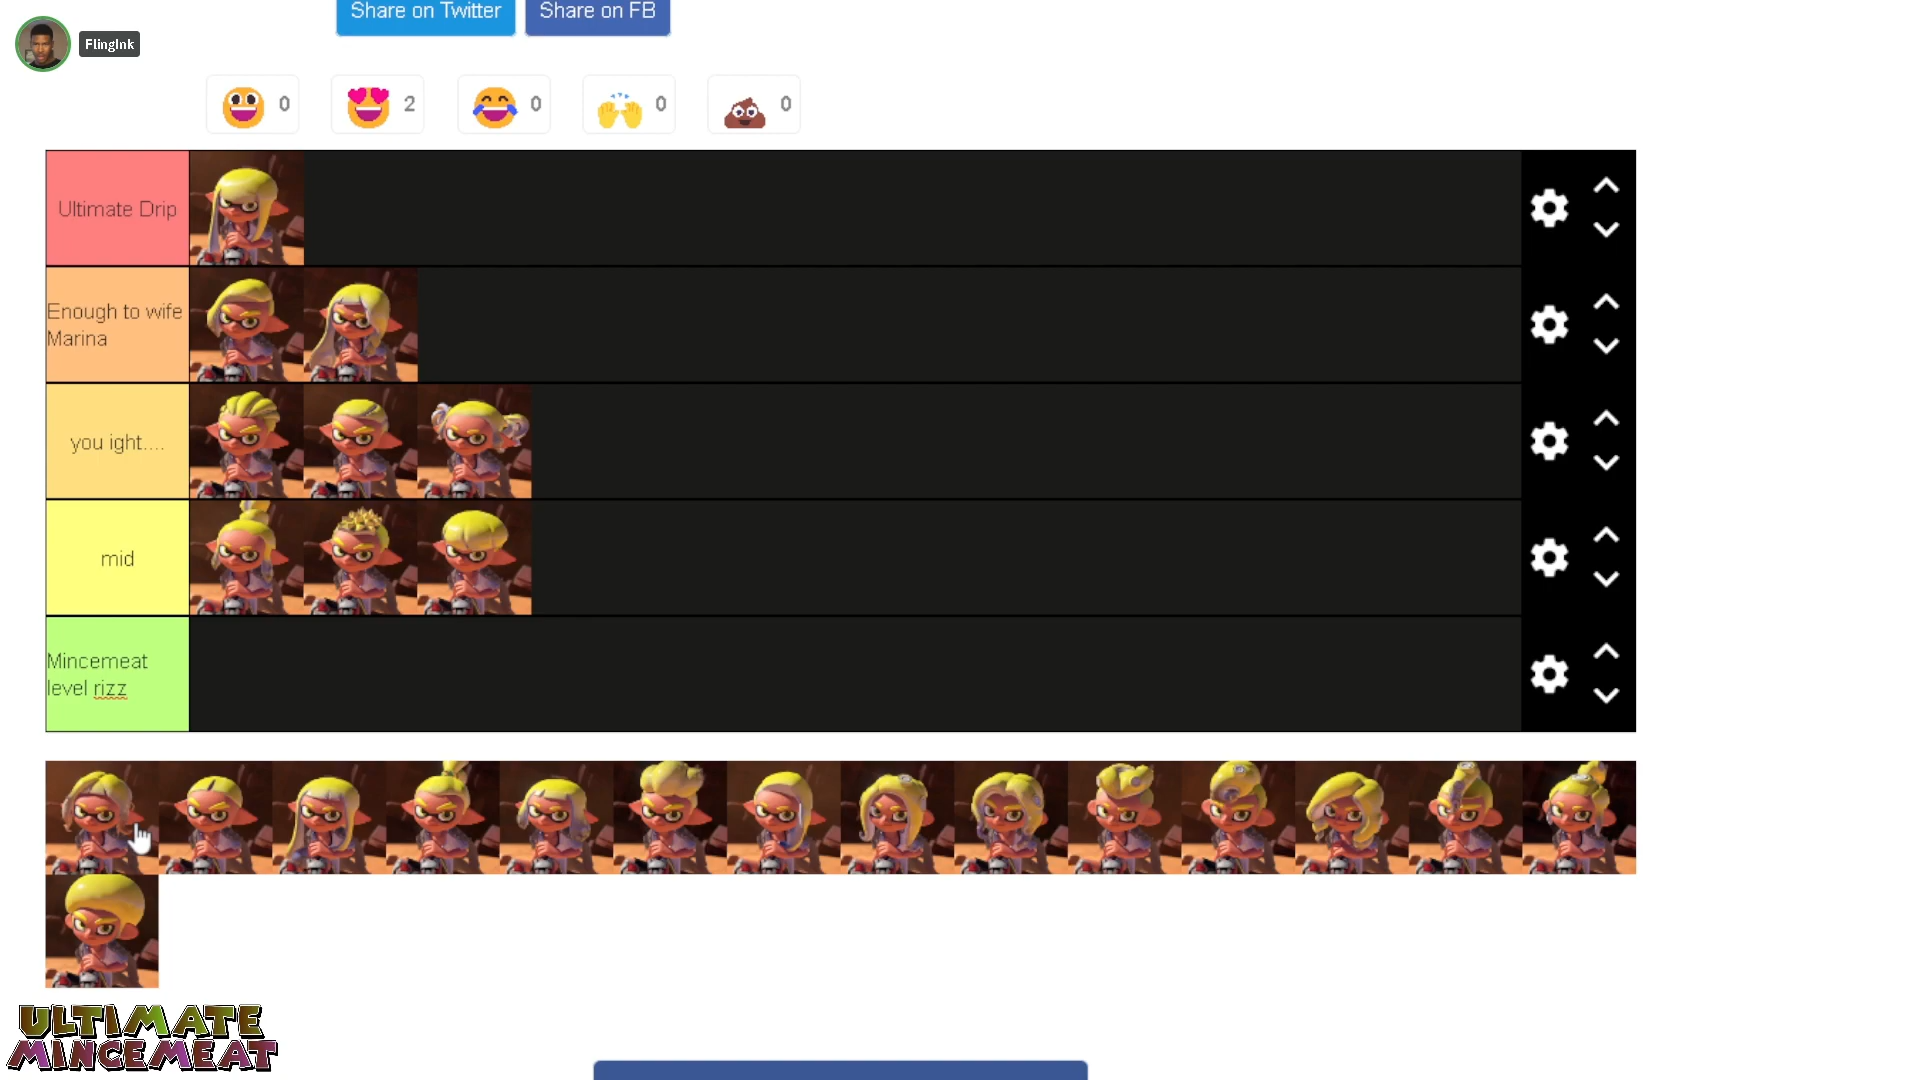 Share on Twitter
Share on FB
FlingInk
0
2
0
0
0
Ultimate Drip
Enough to wife
Marina
you ight....
mid
Mincemeat
level rizz
ULTIMATE
MINCEMEAT